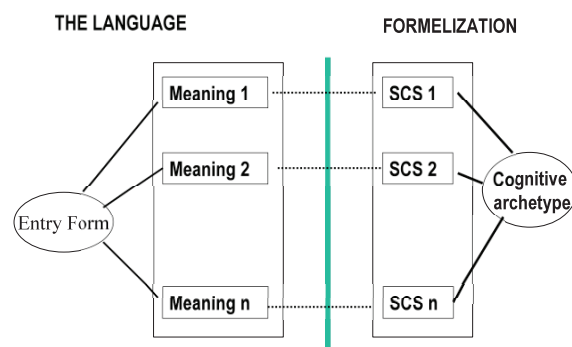 THE LANGUAGE
FORMELIZATION
Meaning 1
SCS 1
Meaning 2
SCS 2
Cognitive
archetype
Entry Form
Meaning n
SCS n